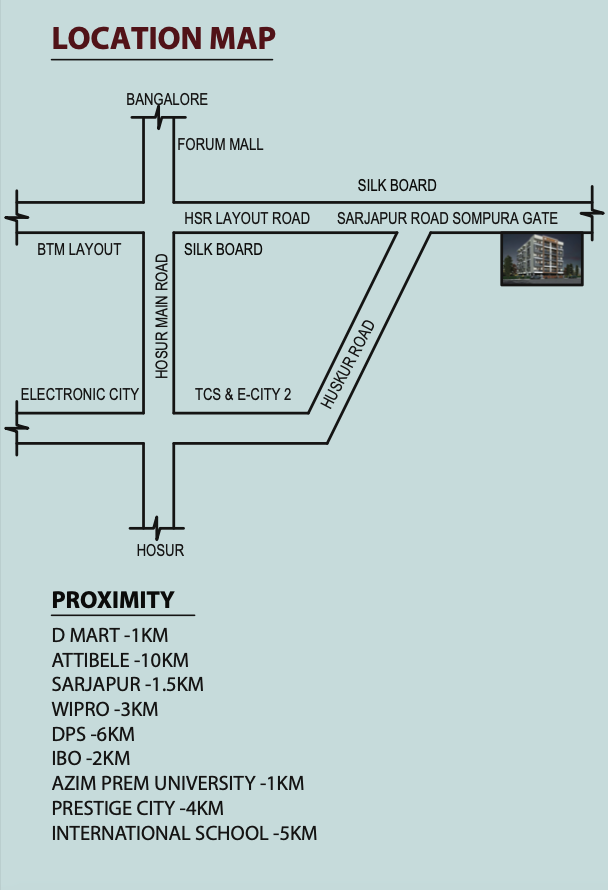 LOCATION MAP
BANGALORE
FORUM MALL
SILK BOARD
HSR LAYOUT ROAD
SARJAPUR ROAD SOMPURA GATE
BTM LAYOUT
SILK BOARD
HOSUR MAIN ROAD
HUSKUR ROAD
ELECTRONIC CITY
TCS & E-CITY 2
HOSUR
PROXIMITY
D MART -1KM
ATTIBELE -10KM
SARJAPUR -1.5KM
WIPRO -3KM
DPS -6KM
IBO -2KM
AZIM PREM UNIVERSITY -1KM
PRESTIGE CITY -4KM
INTERNATIONAL SCHOOL -5KM